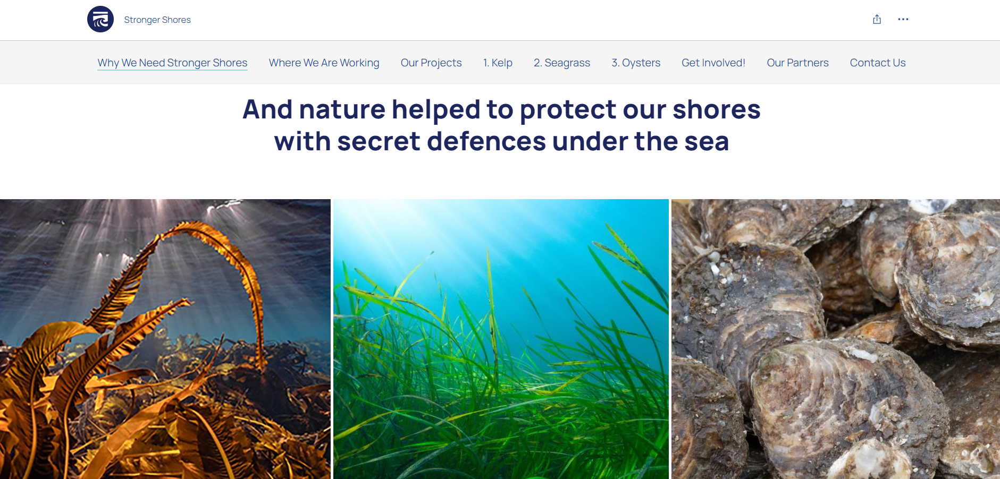 Stronger Shores
Why We Need Stronger Shores
Where We Are Working
Our Projects
1. Kelp
2. Seagrass
3. Oysters
Get Involved!
Our Partners
Contact Us
And nature helped to protect our shores
with secret defences under the sea